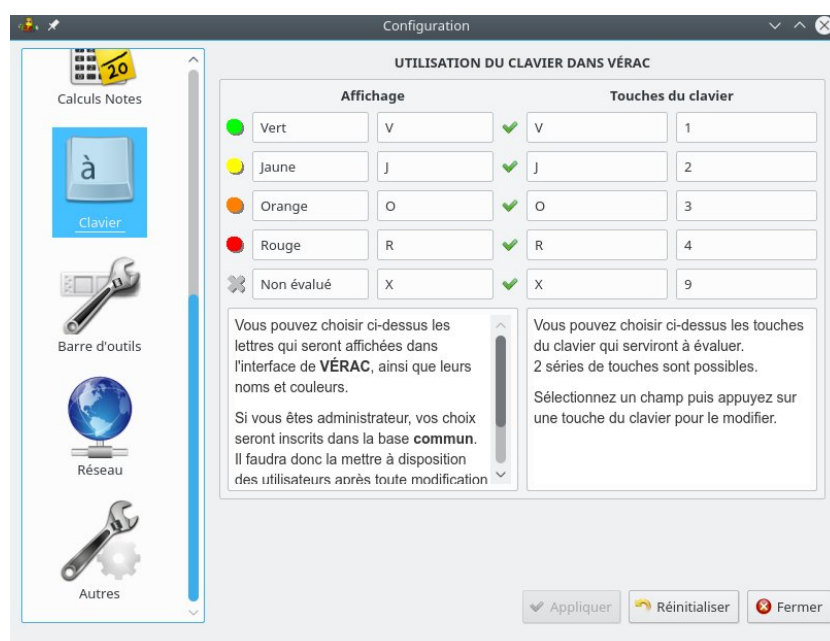 Configuration
20
Calculs Notes
à
Clavier
Barre d'outils
Réseau
Autres
UTILISATION DU CLAVIER DANS VÉRAC
Affichage
Touches du clavier
Vert V V 1
Jaune J J 2
Orange O O 3
Rouge R R 4
Non évalué X X 9
Vous pouvez choisir ci-dessus les
lettres qui seront affichées dans
l'interface de VÉRAC, ainsi que leurs
noms et couleurs.
Si vous êtes administrateur, vos choix
seront inscrits dans la base commun.
Il faudra donc la mettre à disposition
des utilisateurs après toute modification
Vous pouvez choisir ci-dessus les touches
du clavier qui serviront à évaluer.
2 séries de touches sont possibles.
Sélectionnez un champ puis appuyez sur
une touche du clavier pour le modifier.
Appliquer
Réinitialiser
Fermer